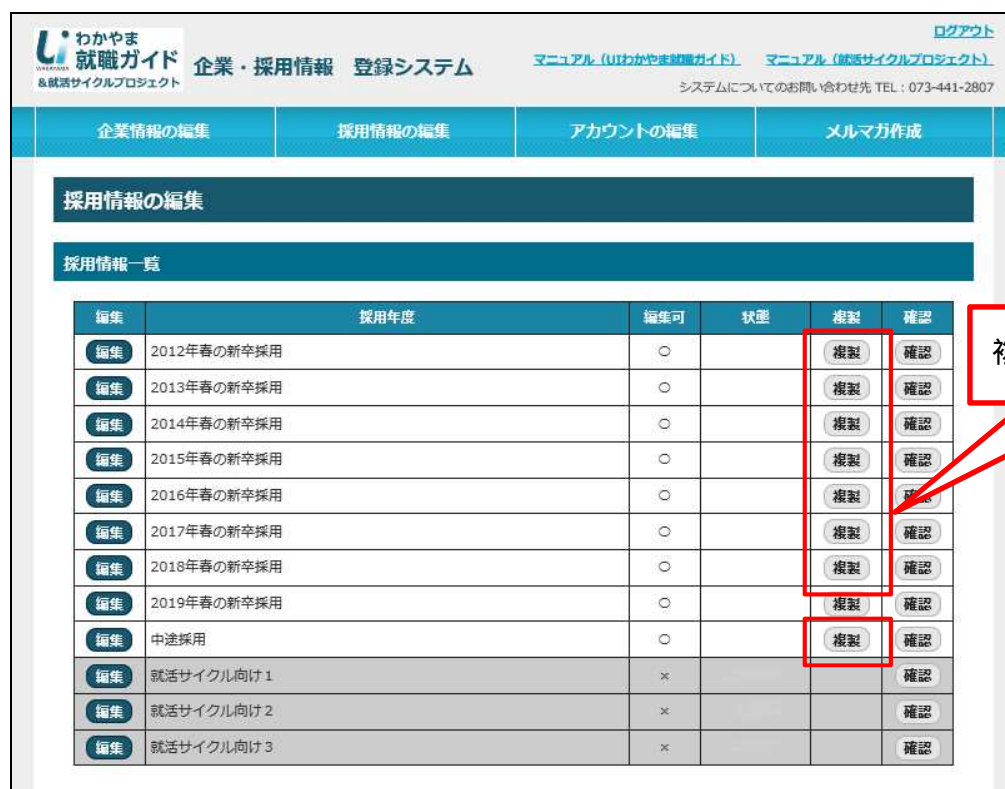 わかやま
就職ガイド
&就活サイクルプロジェクト
企業・採用情報 登録システム
ログアウト
マニュアル（UIわかやま就職ガイド） マニュアル（就活サイクルプロジェクト）
システムについてのお問い合わせ先 TEL：073-441-2807
企業情報の編集 採用情報の編集 アカウントの編集 メルマガ作成
採用情報の編集
採用情報一覧
編集 採用年度 編集可 状態 複製 確認
編集 2012年春の新卒採用 ○ 複製 確認
編集 2013年春の新卒採用 ○ 複製 確認
編集 2014年春の新卒採用 ○ 複製 確認
編集 2015年春の新卒採用 ○ 複製 確認
編集 2016年春の新卒採用 ○ 複製 確認
編集 2017年春の新卒採用 ○ 複製 確認
編集 2018年春の新卒採用 ○ 複製 確認
編集 2019年春の新卒採用 ○ 複製 確認
編集 中途採用 ○ 複製 確認
編集 就活サイクル向け1 × 確認
編集 就活サイクル向け2 × 確認
編集 就活サイクル向け3 × 確認